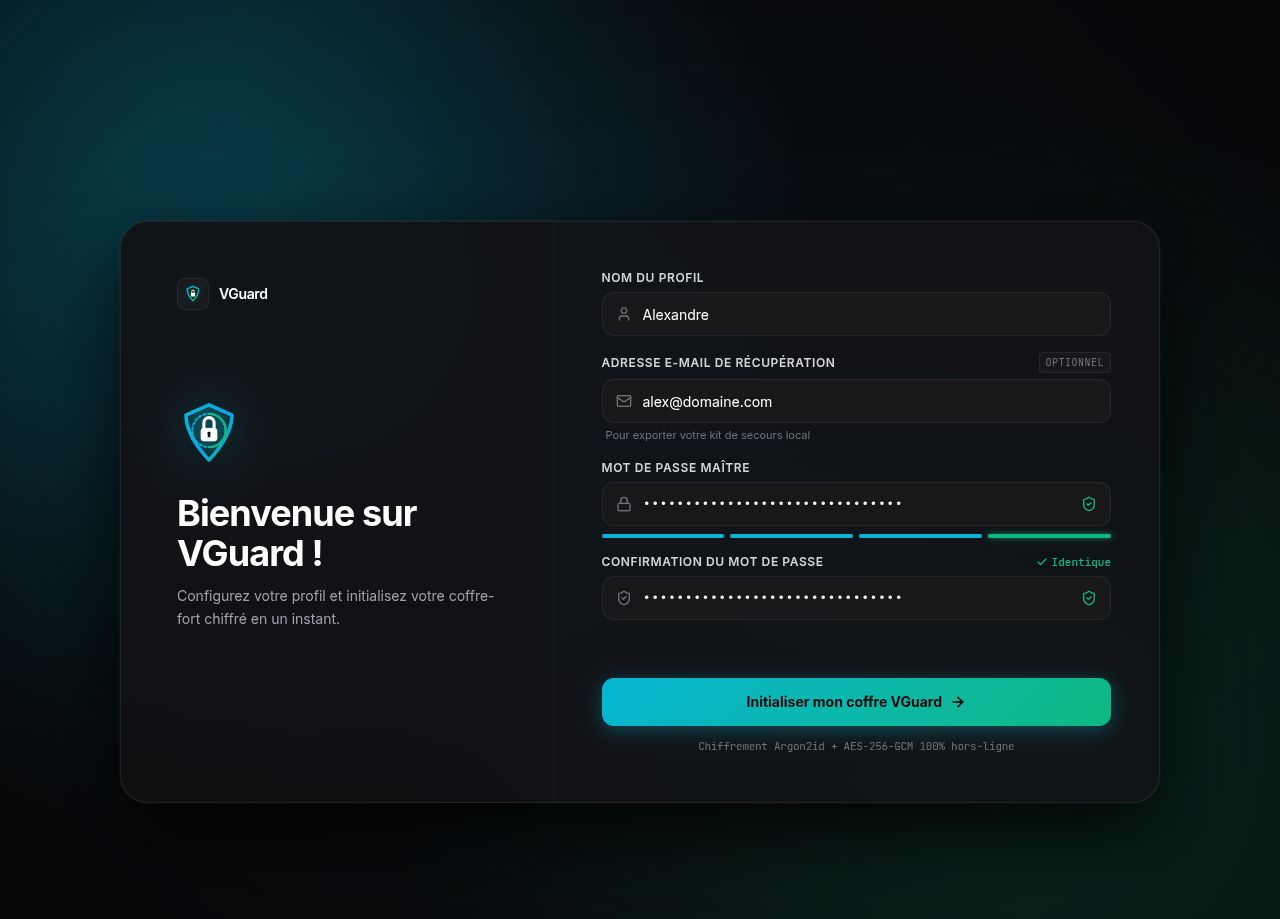 VGuard
Bienvenue sur
VGuard !
Configurez votre profil et initialisez votre coffre-
fort chiffré en un instant.
NOM DU PROFIL
Alexandre
ADRESSE E-MAIL DE RÉCUPÉRATION
OPTIONNEL
alex@domaine.com
Pour exporter votre kit de secours local
MOT DE PASSE MAÎTRE
•••••••••••••••••••••••••••••••
CONFIRMATION DU MOT DE PASSE
Identique
•••••••••••••••••••••••••••••••
Initialiser mon coffre VGuard →
Chiffrement Argon2id + AES-256-GCM 100% hors-ligne